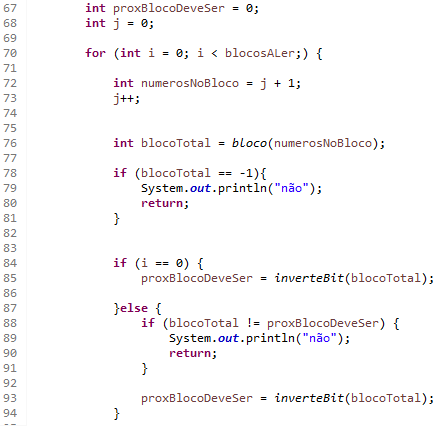 67 int proxBlocoDeveSer = 0;
68 int j = 0;
69
70 for (int i = 0; i < blocosALer;) {
71
72 int numerosNoBloco = j + 1;
73 j++;
74
75
76 int blocoTotal = bloco(numerosNoBloco);
77
78 if (blocoTotal == -1){
79 System.out.println("não");
80 return;
81 }
82
83
84 if (i == 0) {
85 proxBlocoDeveSer = inverteBit(blocoTotal);
86
87 }else {
88 if (blocoTotal != proxBlocoDeveSer) {
89 System.out.println("não");
90 return;
91 }
92
93 proxBlocoDeveSer = inverteBit(blocoTotal);
94 }